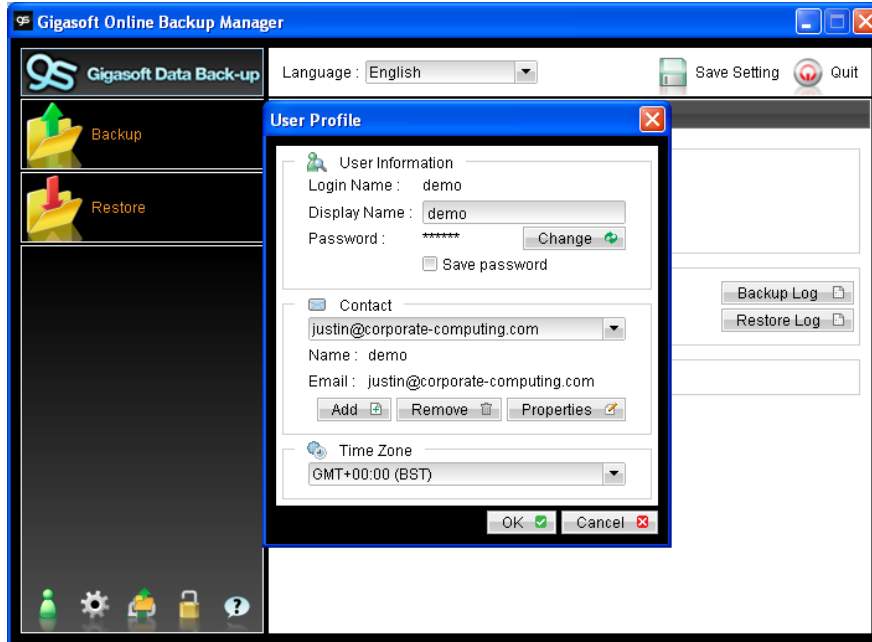 Gigasoft Online Backup Manager
Gigasoft Data Back-up
Language : English
Save Setting
Quit
Backup
Restore
User Profile
User Information
Login Name : demo
Display Name : demo
Password : ******
Change
Save password
Contact
justin@corporate-computing.com
Name : demo
Email : justin@corporate-computing.com
Add
Remove
Properties
Time Zone
GMT+00:00 (BST)
OK
Cancel
Backup Log
Restore Log